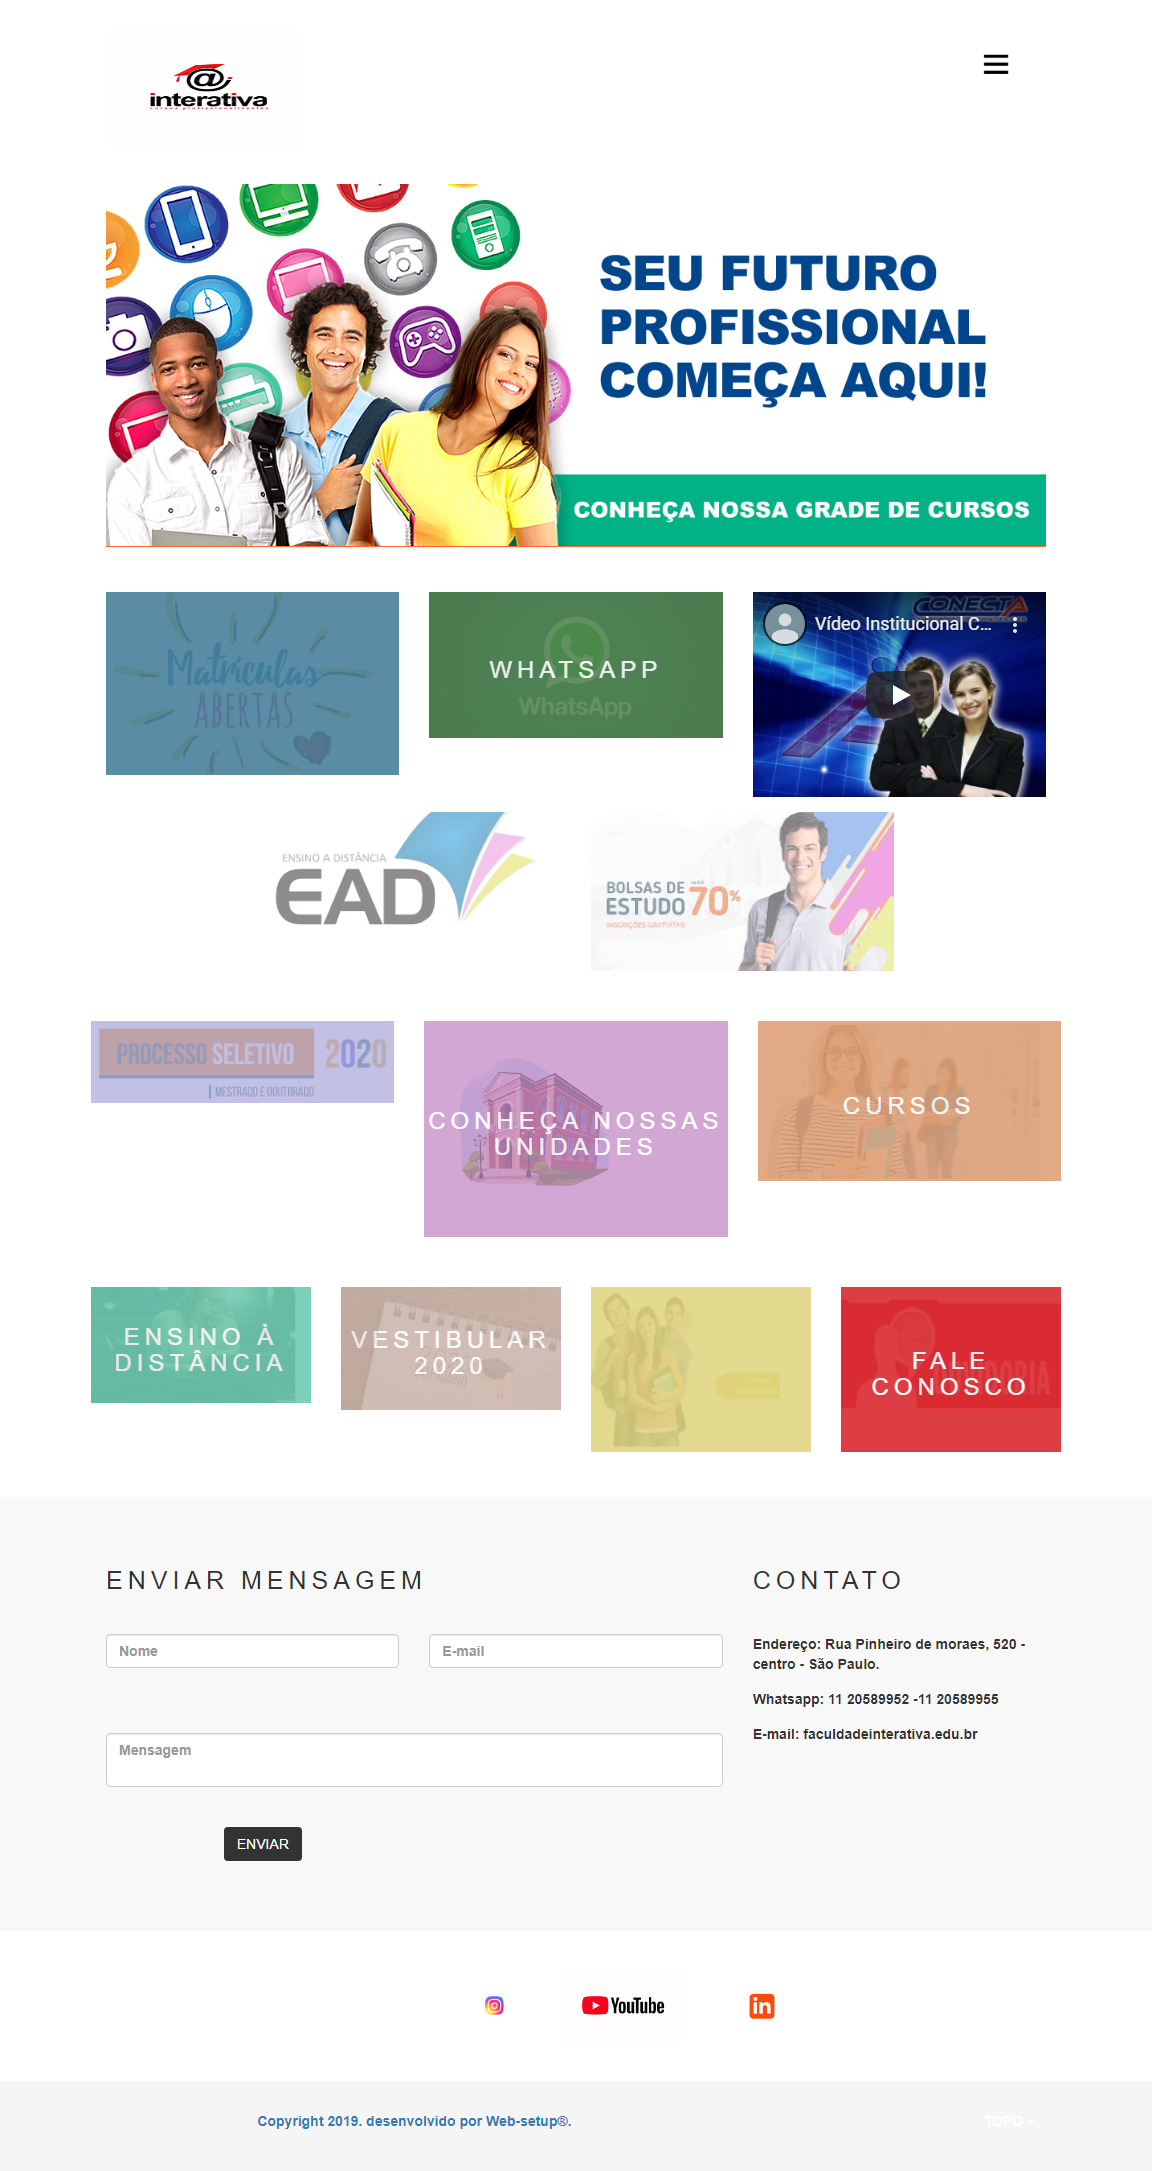 @
interativa
cursos profissionalizantes
SEU FUTURO
PROFISSIONAL
COMEÇA AQUI!
CONHEÇA NOSSA GRADE DE CURSOS
Matrículas
ABERTAS
WHATSAPP
WhatsApp
CONECTA
Vídeo Institucional C...
ENSINO A DISTÂNCIA
EAD
BOLSAS DE
ESTUDO 70%
INSCRIÇÕES GRATUITAS
PROCESSO SELETIVO 2020
MESTRADO E DOUTORADO
CONHEÇA NOSSAS
UNIDADES
CURSOS
ENSINO À
DISTÂNCIA
VESTIBULAR
2020
FALE
CONOSCO
ENVIAR MENSAGEM
CONTATO
Nome
E-mail
Endereço: Rua Pinheiro de moraes, 520 -
centro - São Paulo.
Whatsapp: 11 20589952 -11 20589955
E-mail: faculdadeinterativa.edu.br
Mensagem
ENVIAR
YouTube
in
Copyright 2019. desenvolvido por Web-setup®.
TOPO